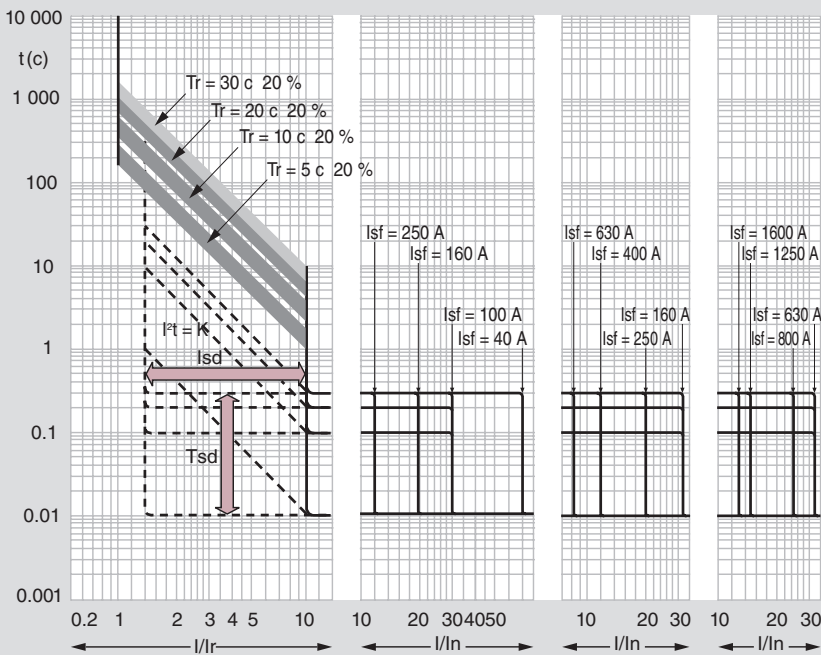 10 000
t (c)
1 000
100
10
1
0.1
0.01
0.001
Tr = 30 c 20 %
Tr = 20 c 20 %
Tr = 10 c 20 %
Tr = 5 c 20 %
I²t = K
Isd
Tsd
0.2 1 2 3 4 5 10
I/Ir
Isf = 250 A
Isf = 160 A
Isf = 100 A
Isf = 40 A
10 20 30 40 50
I/In
Isf = 630 A
Isf = 400 A
Isf = 160 A
Isf = 250 A
10 20 30
I/In
Isf = 1600 A
Isf = 1250 A
Isf = 630 A
Isf = 800 A
10 20 30
I/In